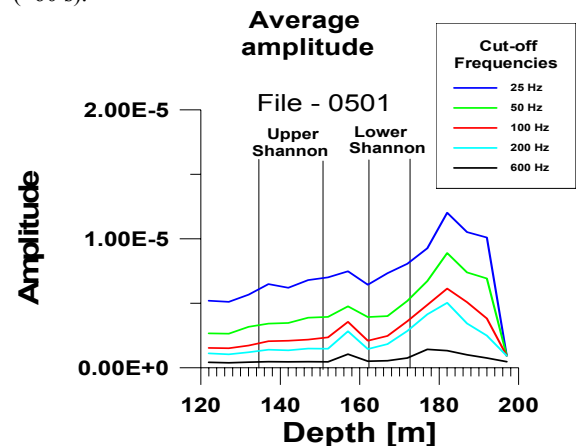 Average
amplitude
Cut-off
Frequencies
25 Hz
50 Hz
100 Hz
200 Hz
600 Hz
File - 0501
Upper
Shannon
Lower
Shannon
2.00E-5
1.00E-5
0.00E+0
Amplitude
120 140 160 180 200
Depth [m]